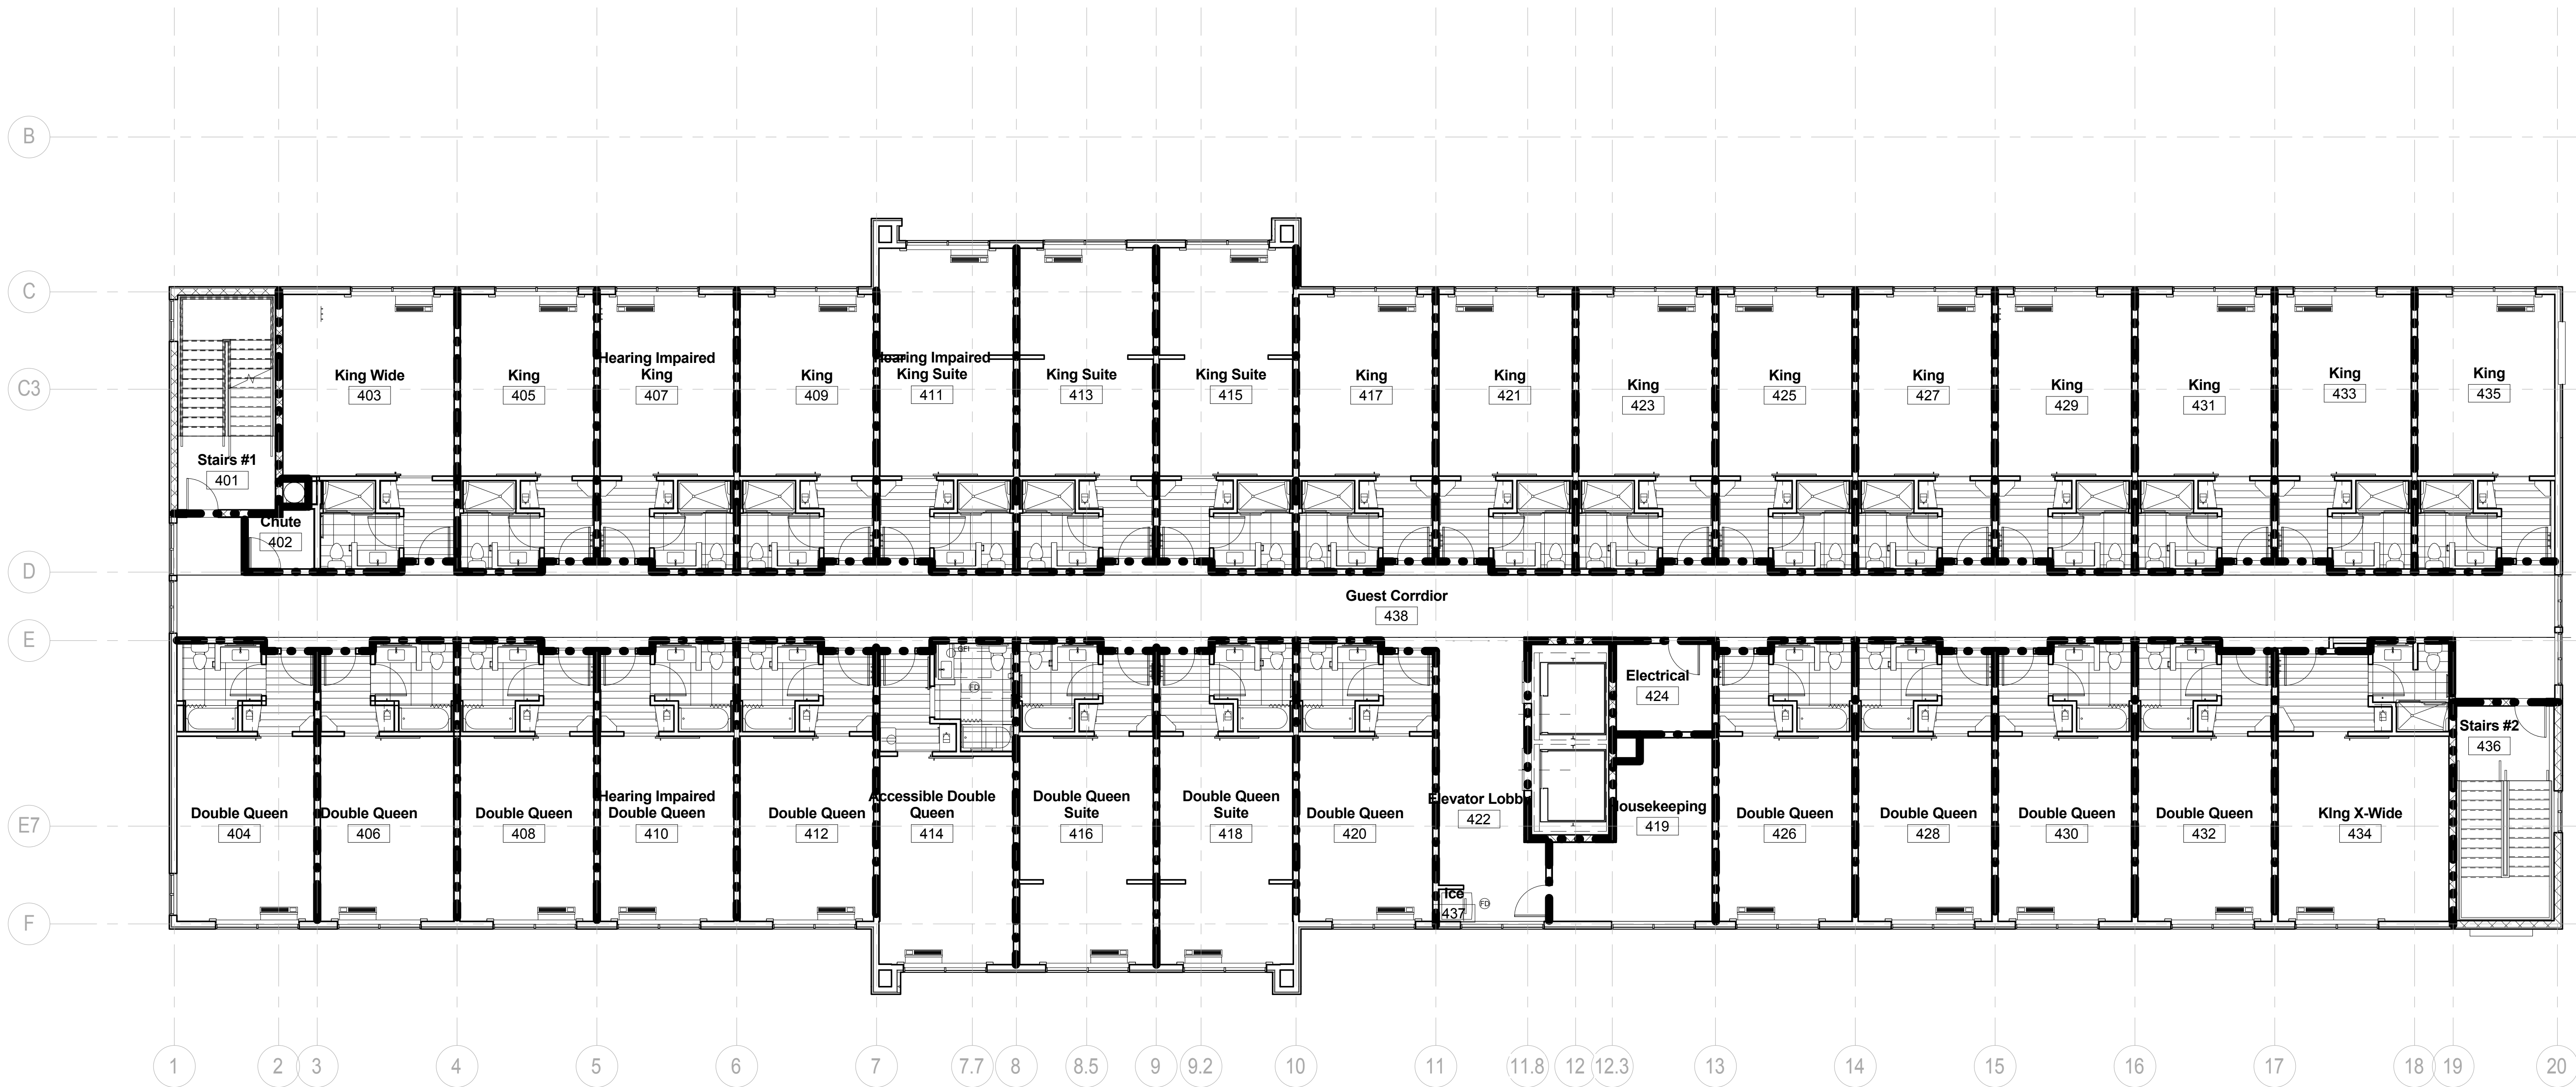 B
C
C3
D
E
E7
F
King Wide
403
King
405
Hearing Impaired
King
407
King
409
Hearing Impaired
King Suite
411
King Suite
413
King Suite
415
King
417
King
421
King
423
King
425
King
427
King
429
King
431
King
433
King
435
Stairs #1
401
Chute
402
Guest Corrdior
438
GFI
FD
Electrical
424
Stairs #2
436
Double Queen
404
Double Queen
406
Double Queen
408
Hearing Impaired
Double Queen
410
Double Queen
412
Accessible Double
Queen
414
Double Queen
Suite
416
Double Queen
Suite
418
Double Queen
420
Elevator Lobb
422
Housekeeping
419
Double Queen
426
Double Queen
428
Double Queen
430
Double Queen
432
KIng X-Wide
434
Ice
437
FD
1
2
3
4
5
6
7
7.7
8
8.5
9
9.2
10
11
11.8
12
12.3
13
14
15
16
17
18
19
20